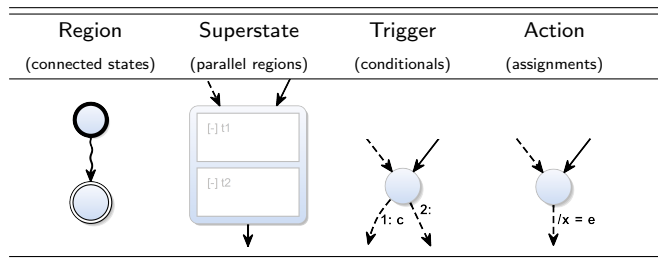 Region Superstate Trigger Action
(connected states) (parallel regions) (conditionals) (assignments)
[-] t1
[-] t2
1: c 2:
/x = e